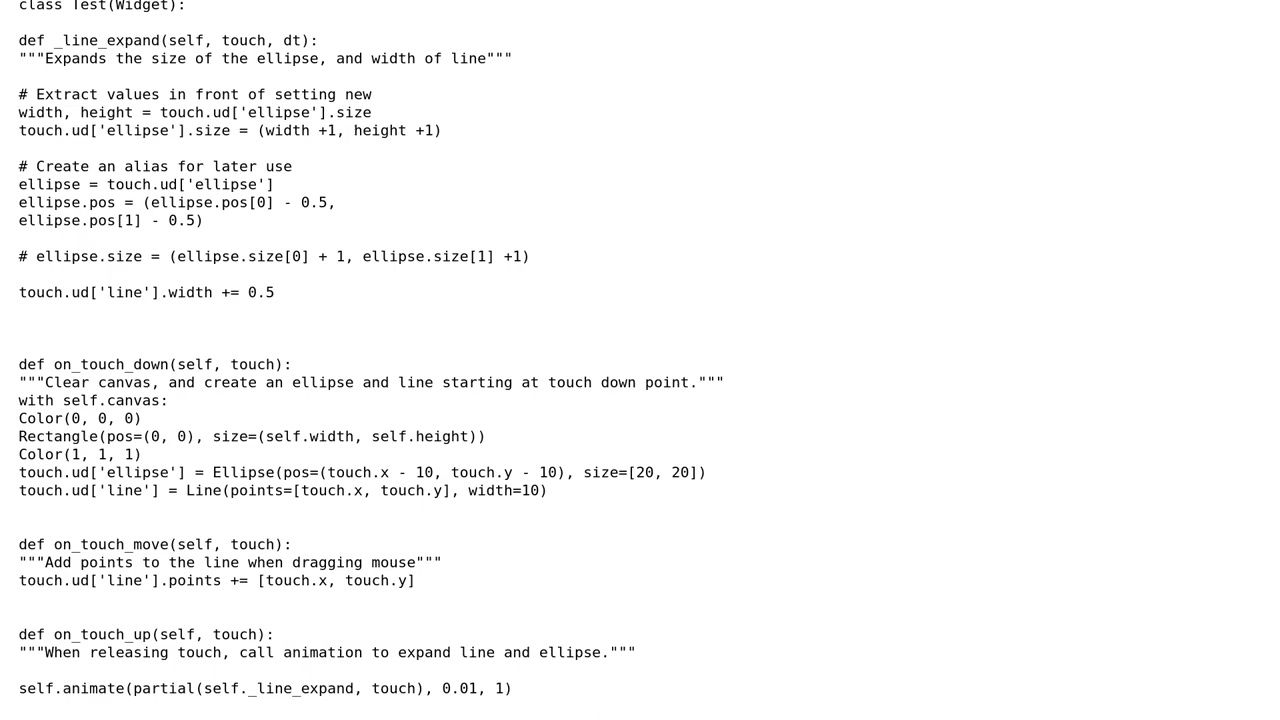 class Test(Widget):
def _line_expand(self, touch, dt):
"""Expands the size of the ellipse, and width of line"""
# Extract values in front of setting new
width, height = touch.ud['ellipse'].size
touch.ud['ellipse'].size = (width +1, height +1)
# Create an alias for later use
ellipse = touch.ud['ellipse']
ellipse.pos = (ellipse.pos[0] - 0.5,
ellipse.pos[1] - 0.5)
# ellipse.size = (ellipse.size[0] + 1, ellipse.size[1] +1)
touch.ud['line'].width += 0.5
def on_touch_down(self, touch):
"""Clear canvas, and create an ellipse and line starting at touch down point."""
with self.canvas:
Color(0, 0, 0)
Rectangle(pos=(0, 0), size=(self.width, self.height))
Color(1, 1, 1)
touch.ud['ellipse'] = Ellipse(pos=(touch.x - 10, touch.y - 10), size=[20, 20])
touch.ud['line'] = Line(points=[touch.x, touch.y], width=10)
def on_touch_move(self, touch):
"""Add points to the line when dragging mouse"""
touch.ud['line'].points += [touch.x, touch.y]
def on_touch_up(self, touch):
"""When releasing touch, call animation to expand line and ellipse."""
self.animate(partial(self._line_expand, touch), 0.01, 1)